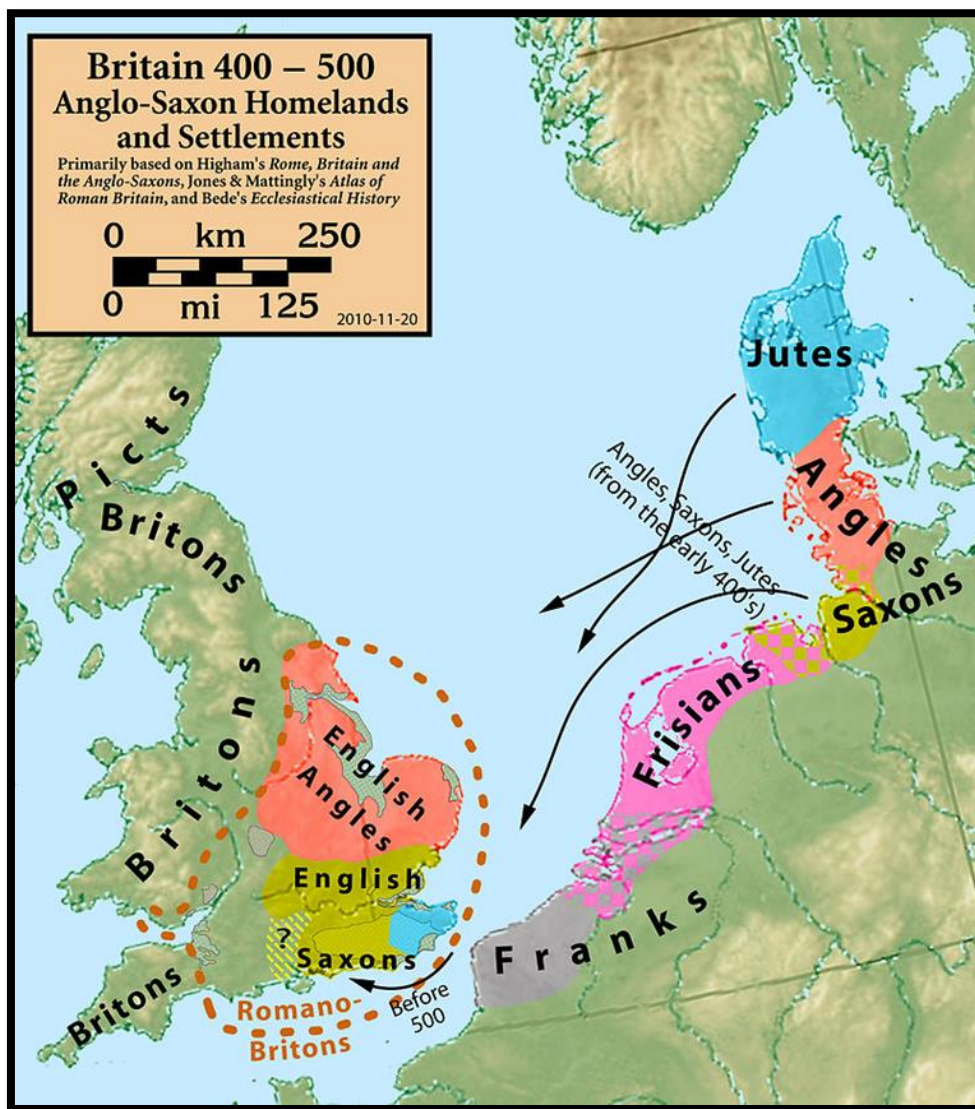 Britain 400 – 500
Anglo-Saxon Homelands
and Settlements
Primarily based on Higham's Rome, Britain and
the Anglo-Saxons, Jones & Mattingly's Atlas of
Roman Britain, and Bede's Ecclesiastical History
0 km 250
0 mi 125
2010-11-20
Jutes
Angles
Saxons
Angles, Saxons, Jutes
(from the early 400's)
Frisians
Franks
Picts
Britons
Britons
English
Angles
English
?
Saxons
Britons
Before
500
Romano-
Britons